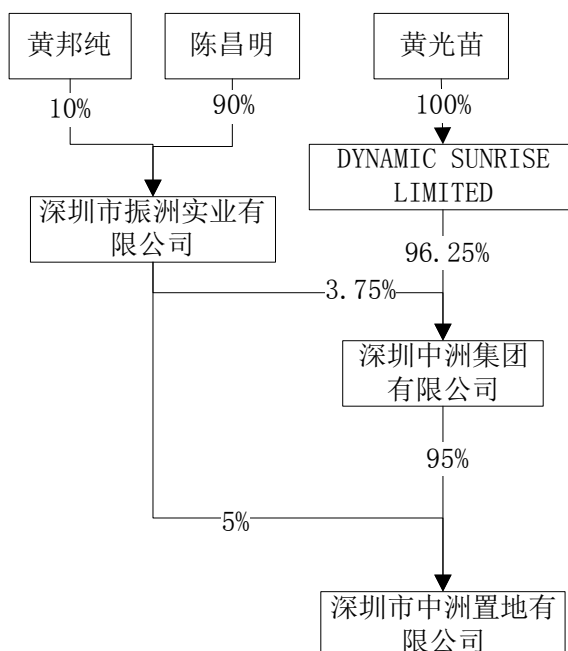 黄邦纯
陈昌明
黄光苗
10%
90%
100%
DYNAMIC SUNRISE
LIMITED
深圳市振洲实业有
限公司
96.25%
3.75%
深圳中洲集团
有限公司
95%
5%
深圳市中洲置地有
限公司